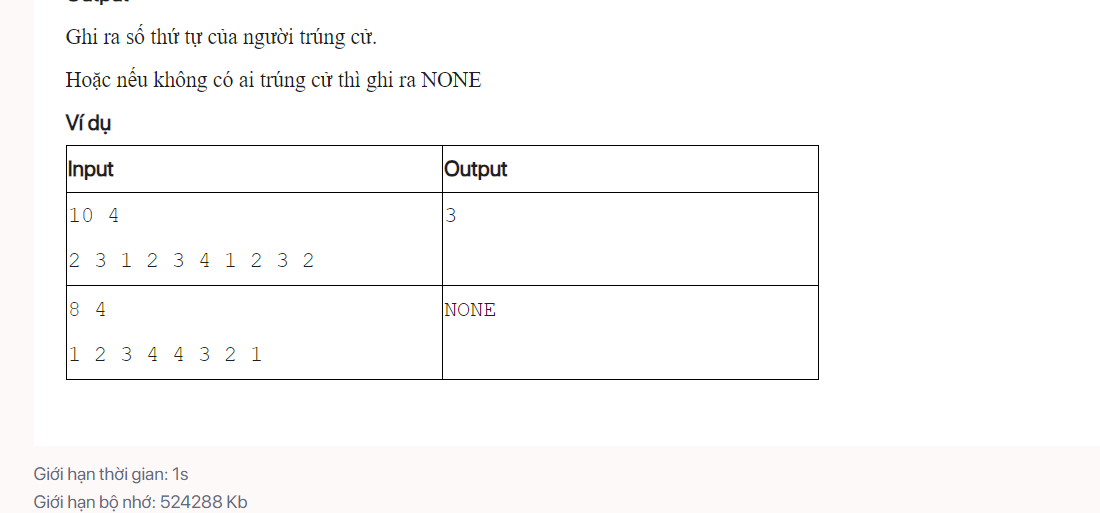 Output
Ghi ra số thứ tự của người trúng cử.
Hoặc nếu không có ai trúng cử thì ghi ra NONE
Ví dụ
Input Output
10 4 3
2 3 1 2 3 4 1 2 3 2
8 4 NONE
1 2 3 4 4 3 2 1
Giới hạn thời gian: 1s
Giới hạn bộ nhớ: 524288 Kb